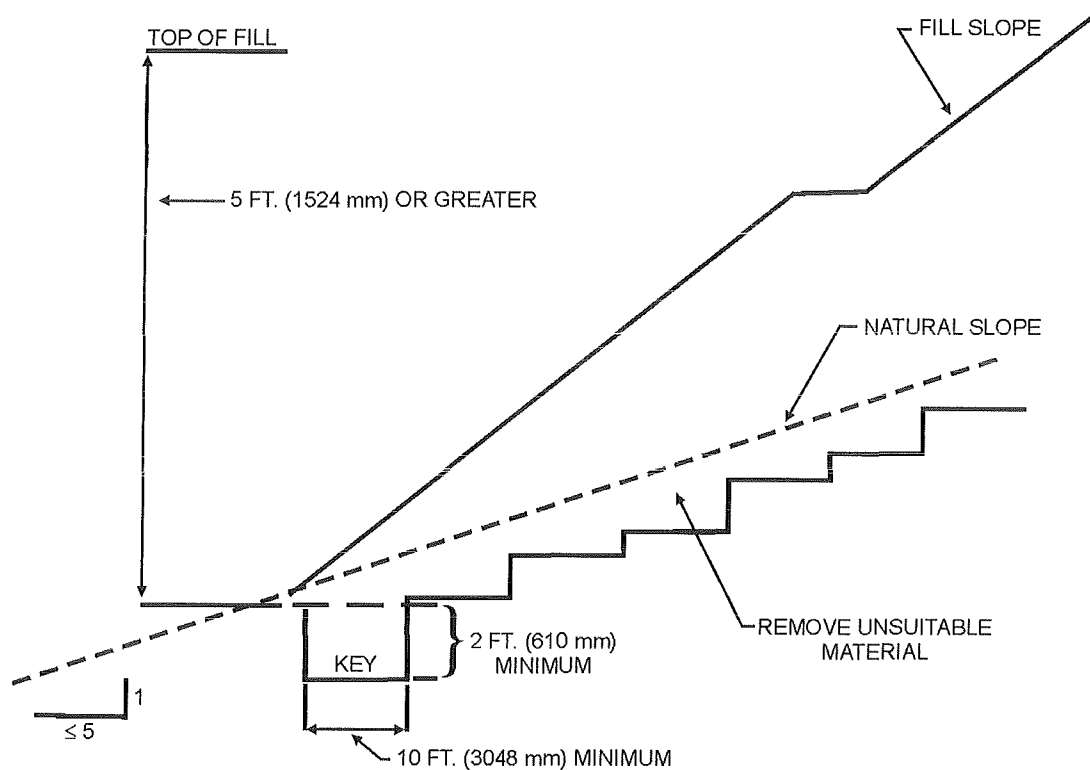 TOP OF FILL
FILL SLOPE
5 FT. (1524 mm) OR GREATER
NATURAL SLOPE
REMOVE UNSUITABLE
MATERIAL
2 FT. (610 mm)
MINIMUM
KEY
1
≤ 5
10 FT. (3048 mm) MINIMUM